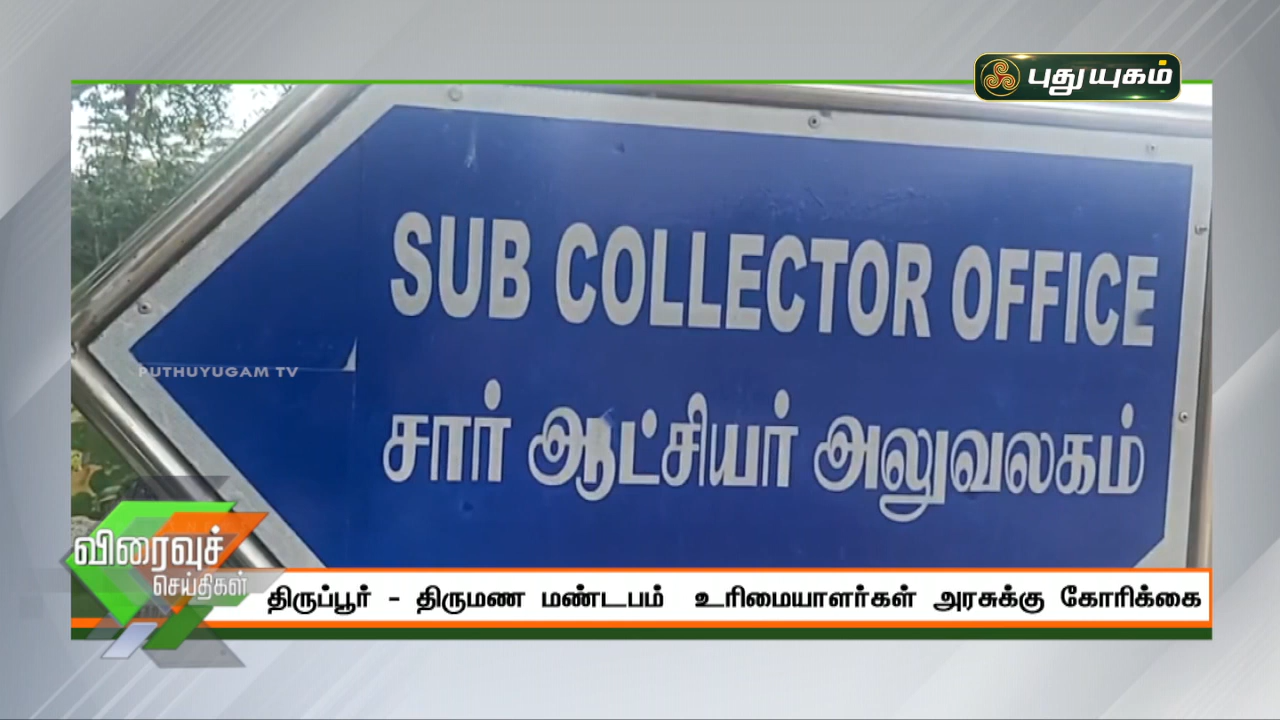 புதுயுகம்
SUB COLLECTOR OFFICE
PUTHUYUGAM TV
சார் ஆட்சியர் அலுவலகம்
விரைவுச்
செய்திகள்
திருப்பூர் - திருமண மண்டபம் உரிமையாளர்கள் அரசுக்கு கோரிக்கை